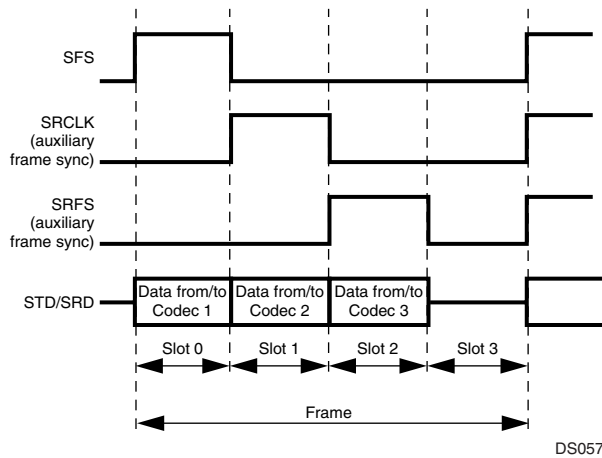 SFS
SRCLK
(auxiliary
frame sync)
SRFS
(auxiliary
frame sync)
STD/SRD
Data from/to
Codec 1
Data from/to
Codec 2
Data from/to
Codec 3
Slot 0
Slot 1
Slot 2
Slot 3
Frame
DS057